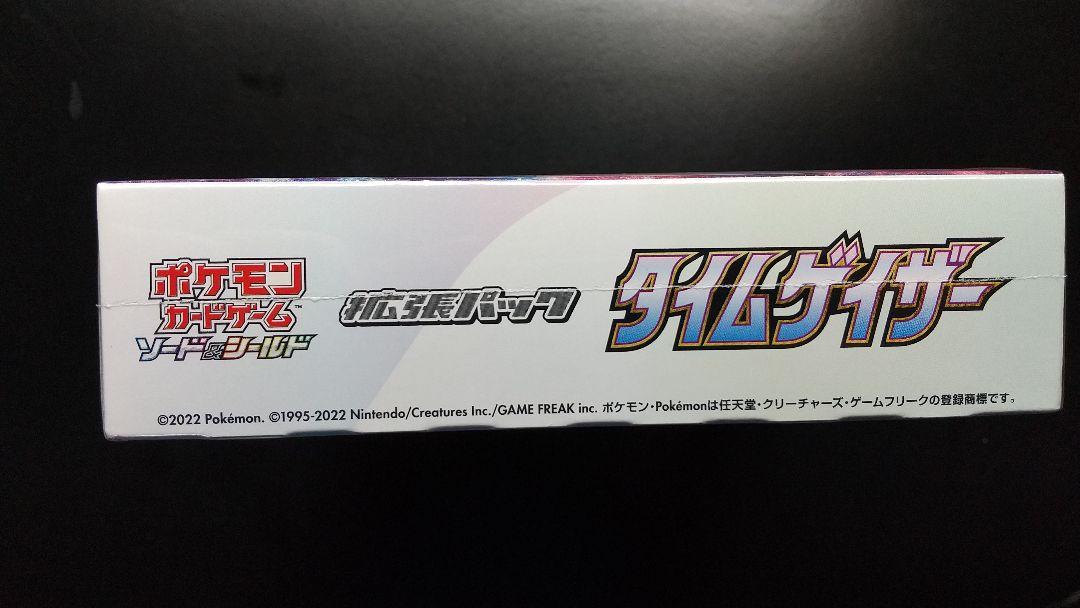 ポケモン
カードゲーム™
ソード&シールド
拡張パック
タイムゲイザー
©2022 Pokémon. ©1995-2022 Nintendo/Creatures Inc./GAME FREAK inc. ポケモン・Pokémonは任天堂・クリーチャーズ・ゲームフリークの登録商標です。